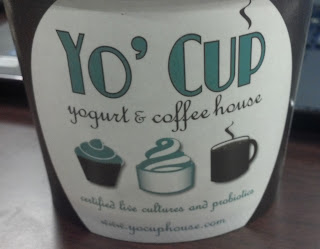 Yo' Cup
yogurt & coffee house
certified live cultures and probiotics
www.yocuphouse.com